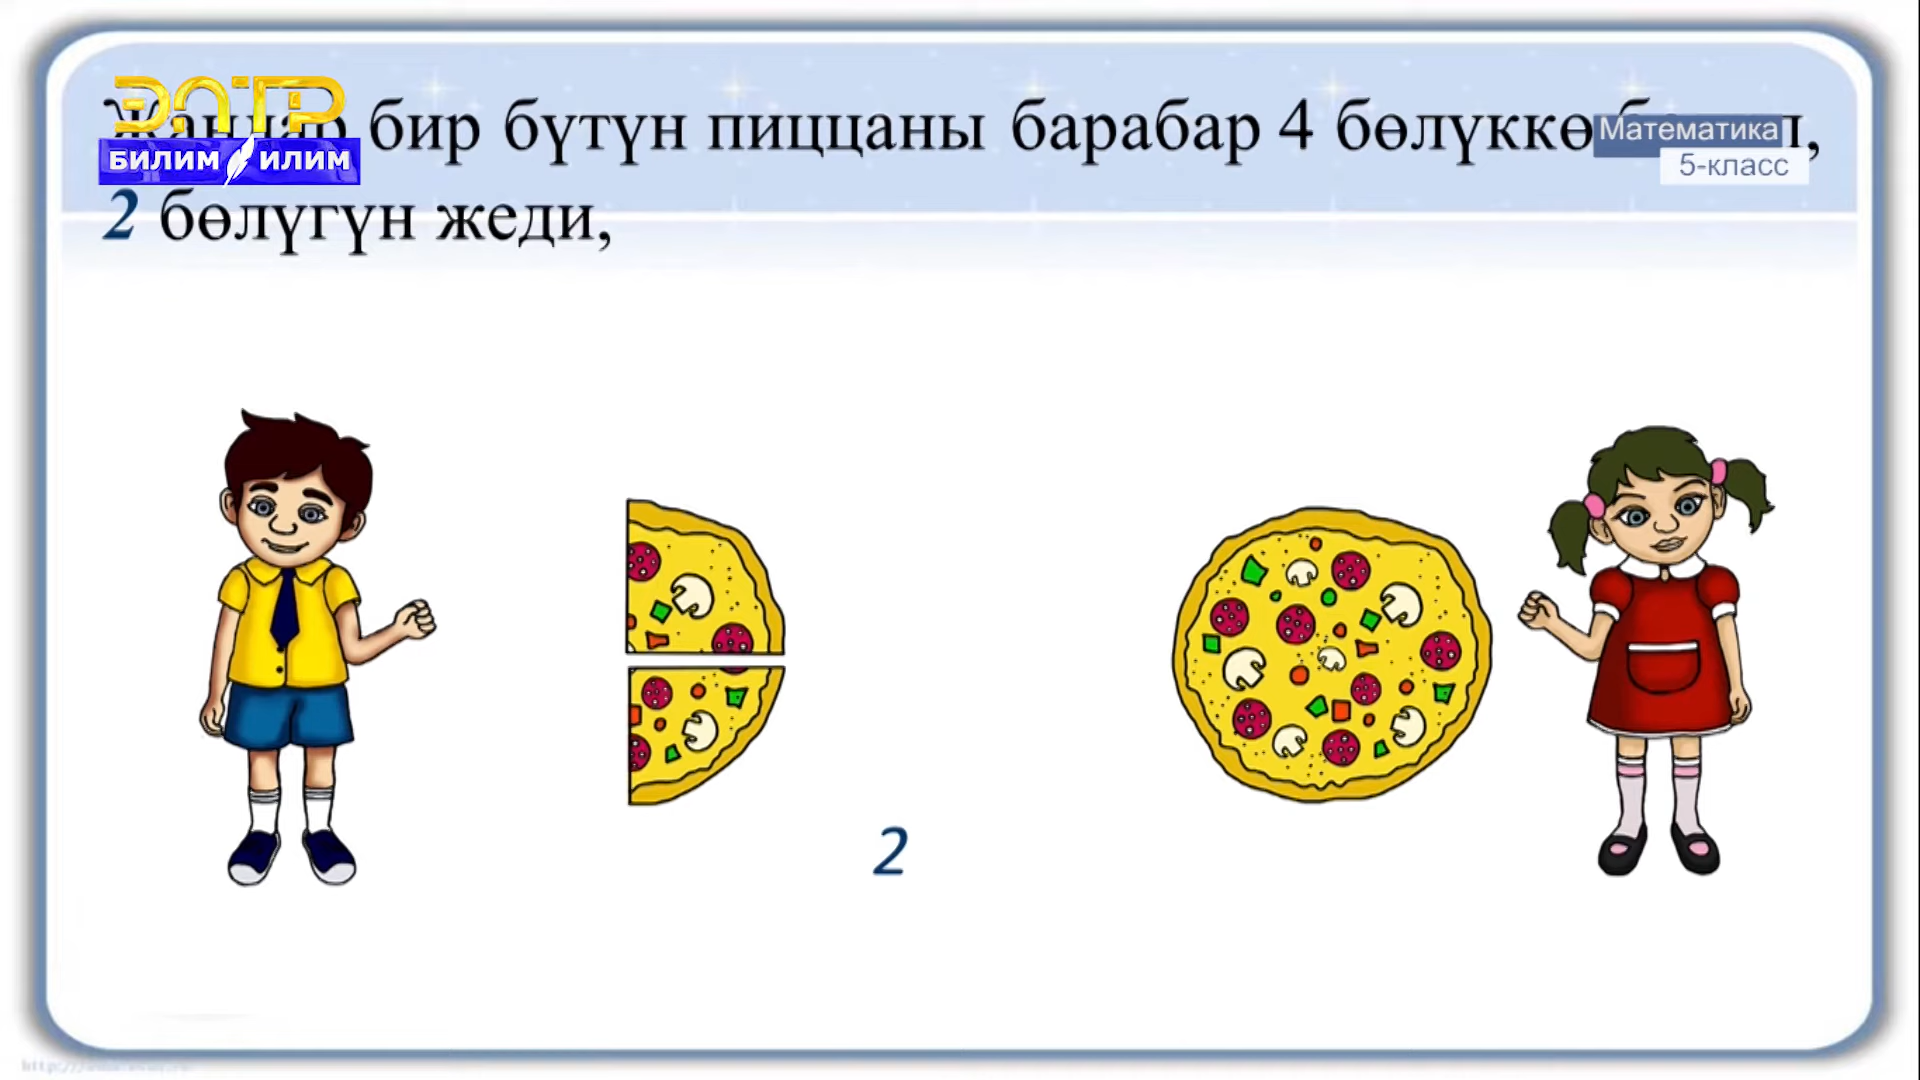 ЭЛТР
БИЛИМ ИЛИМ
бир бүтүн пиццаны барабар 4 бөлүккө
Математика
5-класс
2 бөлүгүн жеди,
2